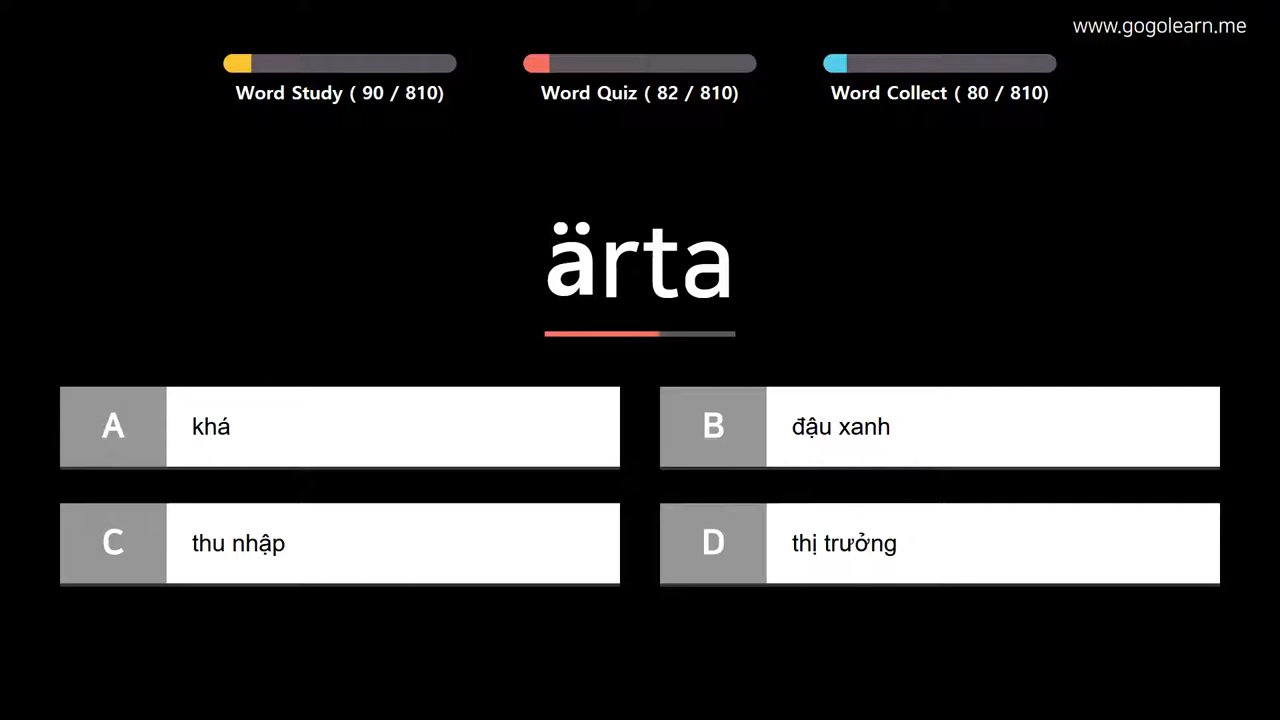 www.gogolearn.me
Word Study ( 90 / 810)
Word Quiz ( 82 / 810)
Word Collect ( 80 / 810)
ärta
A khá
B đậu xanh
C thu nhập
D thị trưởng